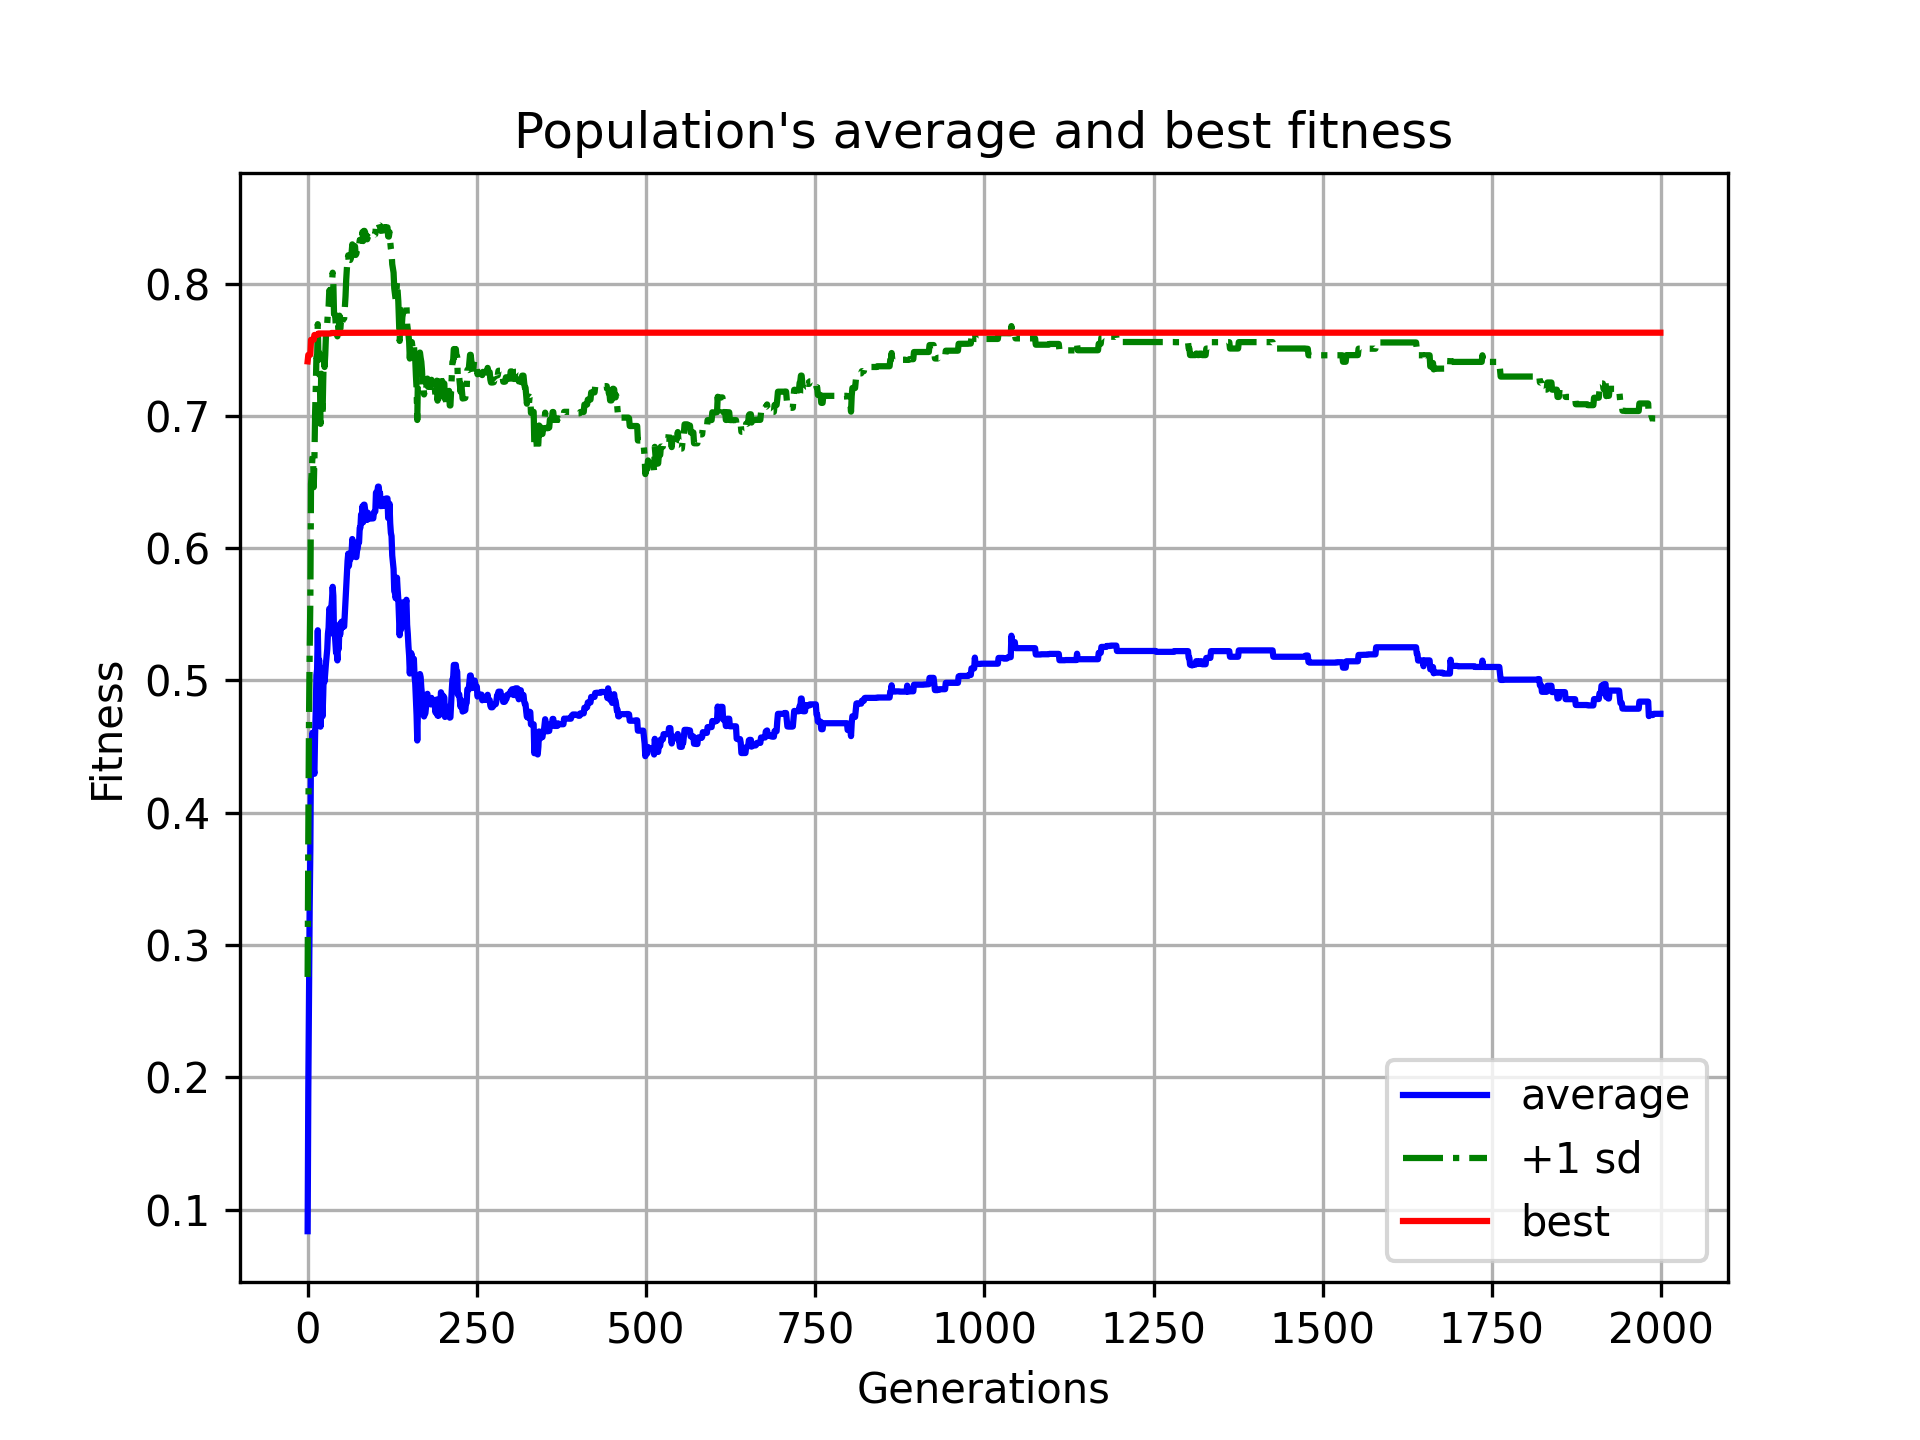 Population's average and best fitness
Fitness
0.8
0.7
0.6
0.5
0.4
0.3
0.2
0.1
0 250 500 750 1000 1250 1500 1750 2000
Generations
average
+1 sd
best